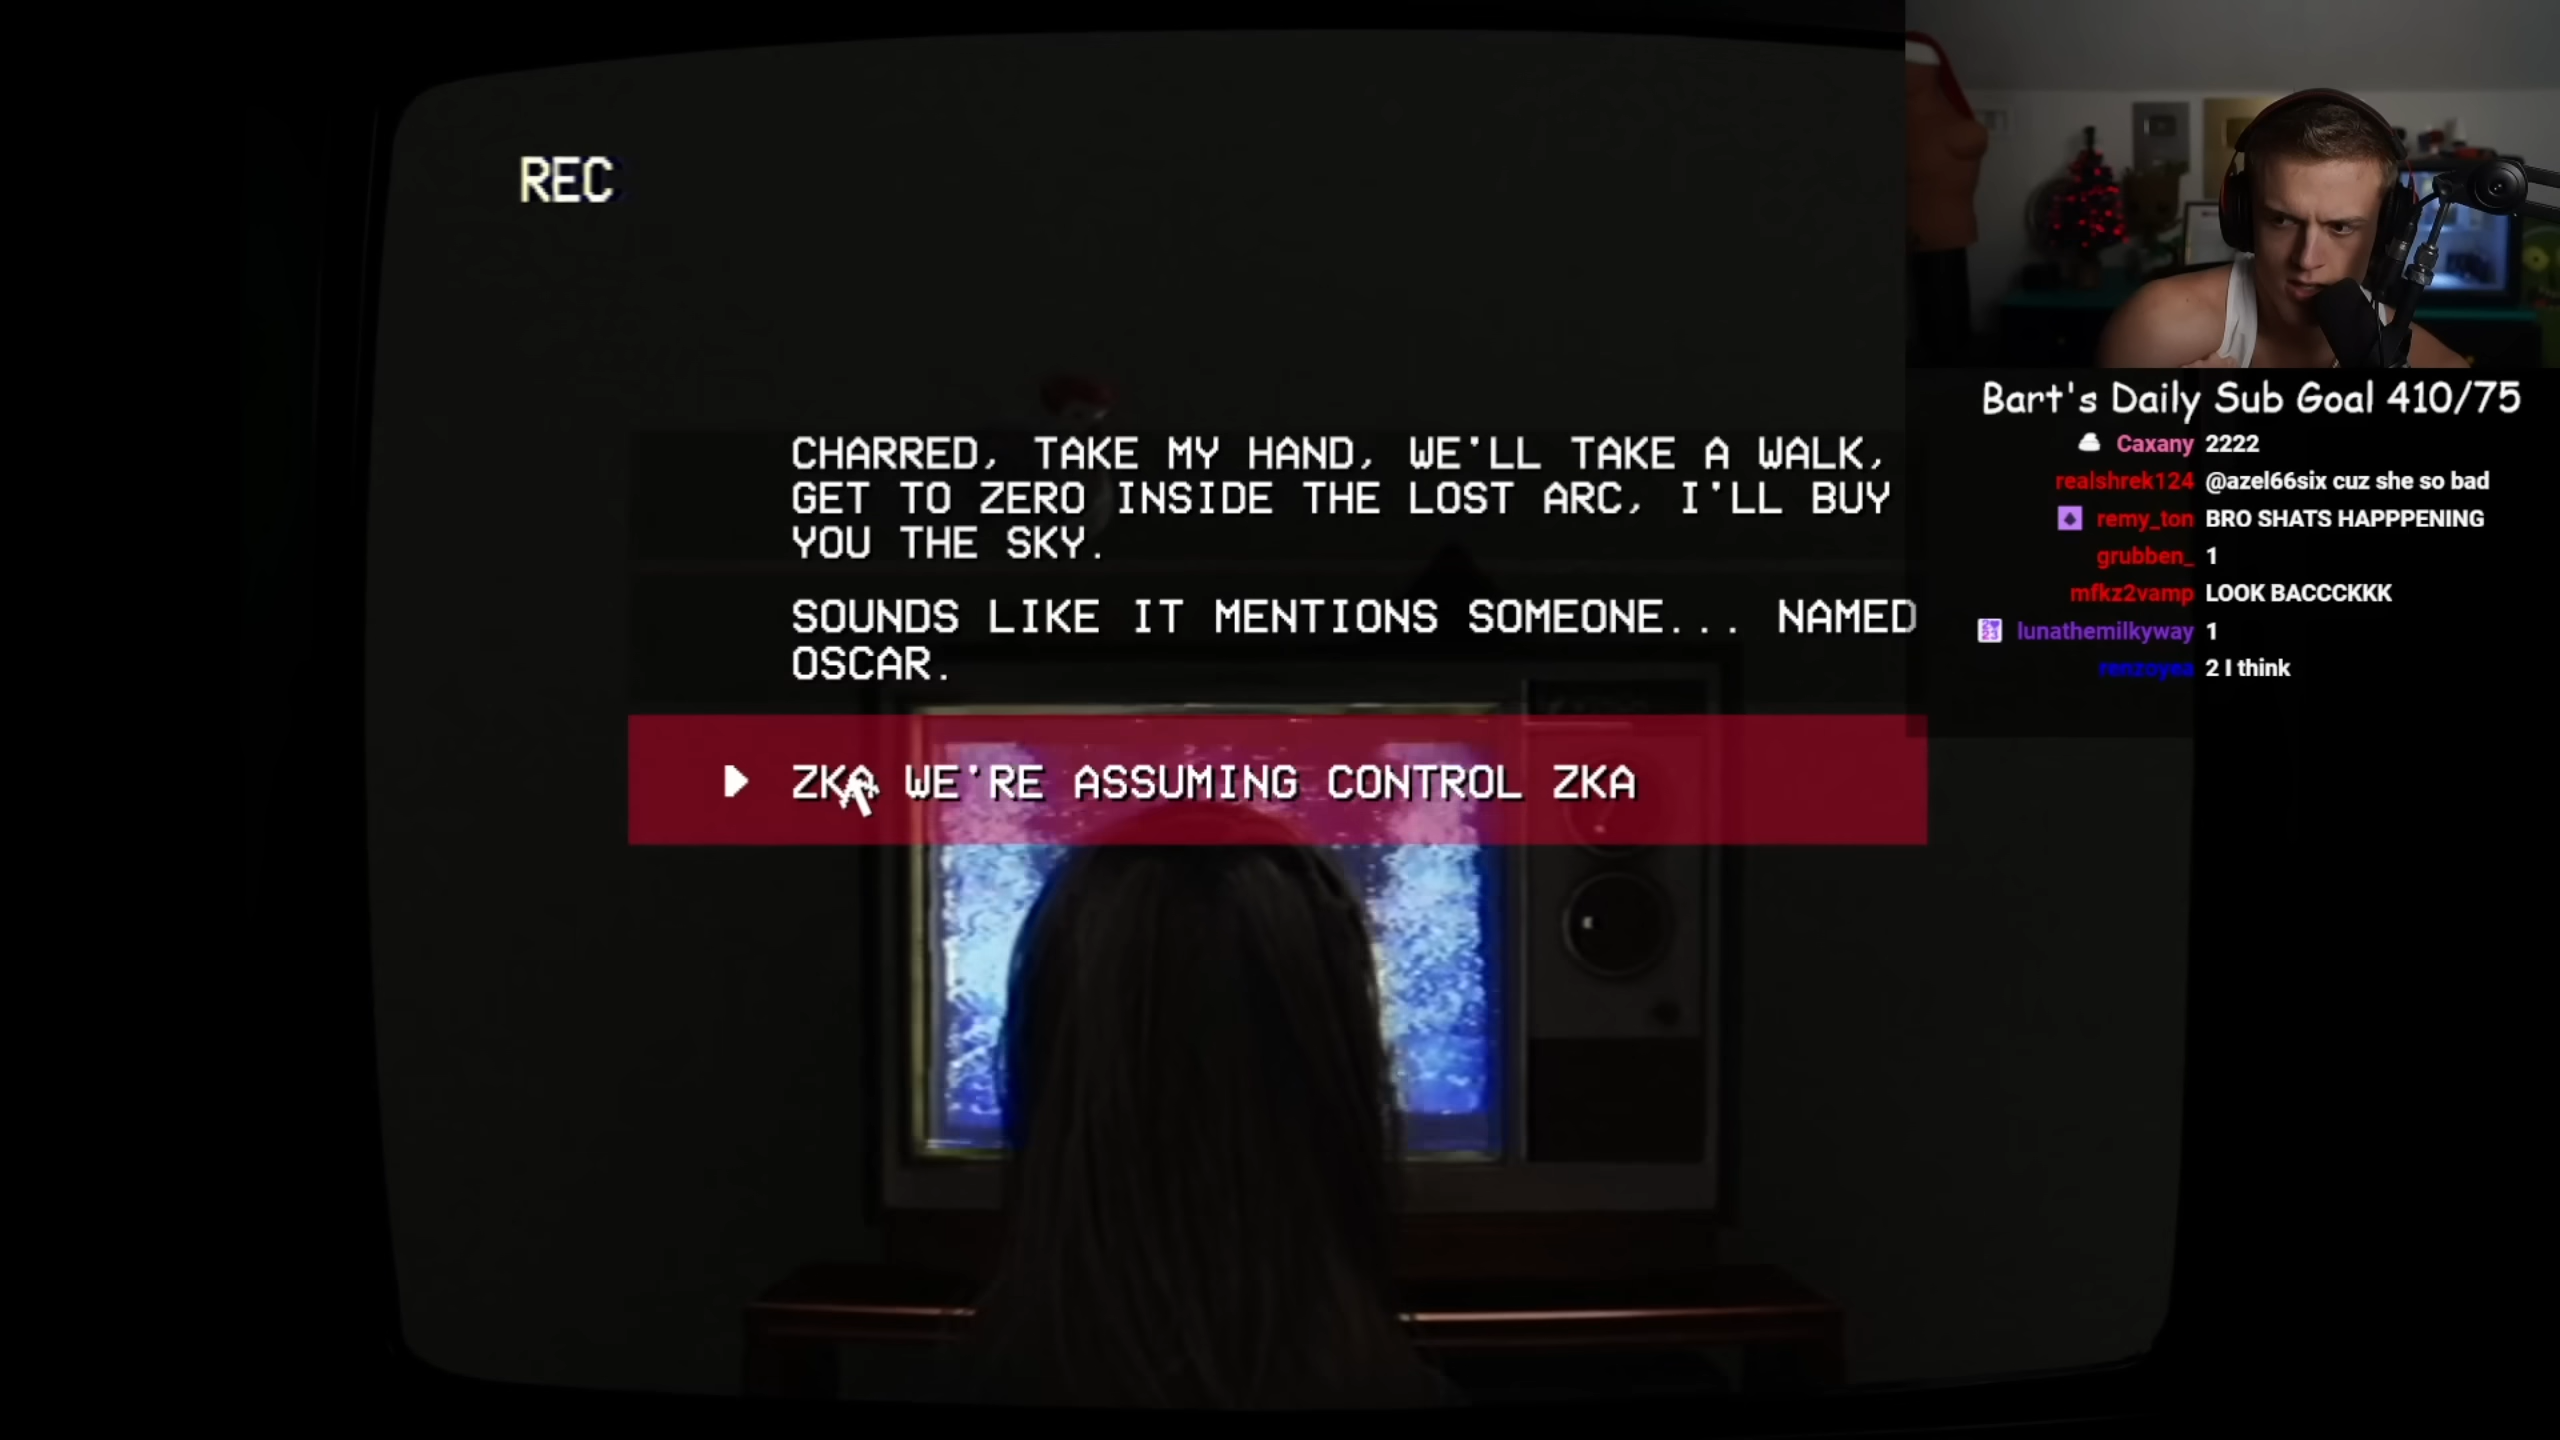 REC
CHARRED, TAKE MY HAND, WE'LL TAKE A WALK,
GET TO ZERO INSIDE THE LOST ARC, I'LL BUY
YOU THE SKY.
SOUNDS LIKE IT MENTIONS SOMEONE... NAMED
OSCAR.
ZKA WE'RE ASSUMING CONTROL ZKA
Bart's Daily Sub Goal 410/75
Caxany 2222
realshrek124 @azel66six cuz she so bad
remy_ton BRO SHATS HAPPPENING
grubben_ 1
mfkz2vamp LOOK BACCCKKK
lunathemilkyway 1
renzoyea 2 I think